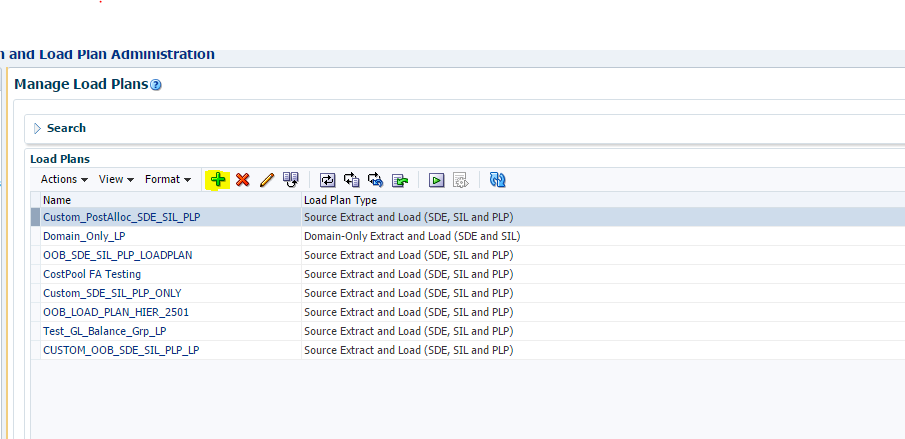 n and Load Plan Administration
Manage Load Plans
Search
Load Plans
Actions View Format
Name Load Plan Type
Custom_PostAlloc_SDE_SIL_PLP Source Extract and Load (SDE, SIL and PLP)
Domain_Only_LP Domain-Only Extract and Load (SDE and SIL)
OOB_SDE_SIL_PLP_LOADPLAN Source Extract and Load (SDE, SIL and PLP)
CostPool FA Testing Source Extract and Load (SDE, SIL and PLP)
Custom_SDE_SIL_PLP_ONLY Source Extract and Load (SDE, SIL and PLP)
OOB_LOAD_PLAN_HIER_2501 Source Extract and Load (SDE, SIL and PLP)
Test_GL_Balance_Grp_LP Source Extract and Load (SDE, SIL and PLP)
CUSTOM_OOB_SDE_SIL_PLP_LP Source Extract and Load (SDE, SIL and PLP)